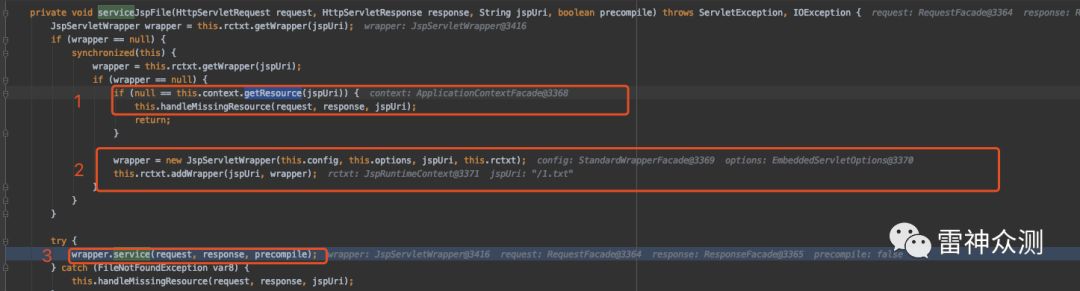 private void serviceJspFile(HttpServletRequest request, HttpServletResponse response, String jspUri, boolean precompile) throws ServletException, IOException {  request: RequestFacade@3364  response: R
JspServletWrapper wrapper = this.rctxt.getWrapper(jspUri);  wrapper: JspServletWrapper@3416
if (wrapper == null) {
synchronized(this) {
wrapper = this.rctxt.getWrapper(jspUri);
if (wrapper == null) {
1 if (null == this.context.getResource(jspUri)) {  context: ApplicationContextFacade@3368
this.handleMissingResource(request, response, jspUri);
return;
}
2 wrapper = new JspServletWrapper(this.config, this.options, jspUri, this.rctxt);  config: StandardWrapperFacade@3369  options: EmbeddedServletOptions@3370
this.rctxt.addWrapper(jspUri, wrapper);  rctxt: JspRuntimeContext@3371  jspUri: "/1.txt"
}
}
}
try {
3 wrapper.service(request, response, precompile);  wrapper: JspServletWrapper@3416  request: RequestFacade@3364  response: ResponseFacade@3365  precompile: false
} catch (FileNotFoundException var8) {
this.handleMissingResource(request, response, jspUri);
雷神众测